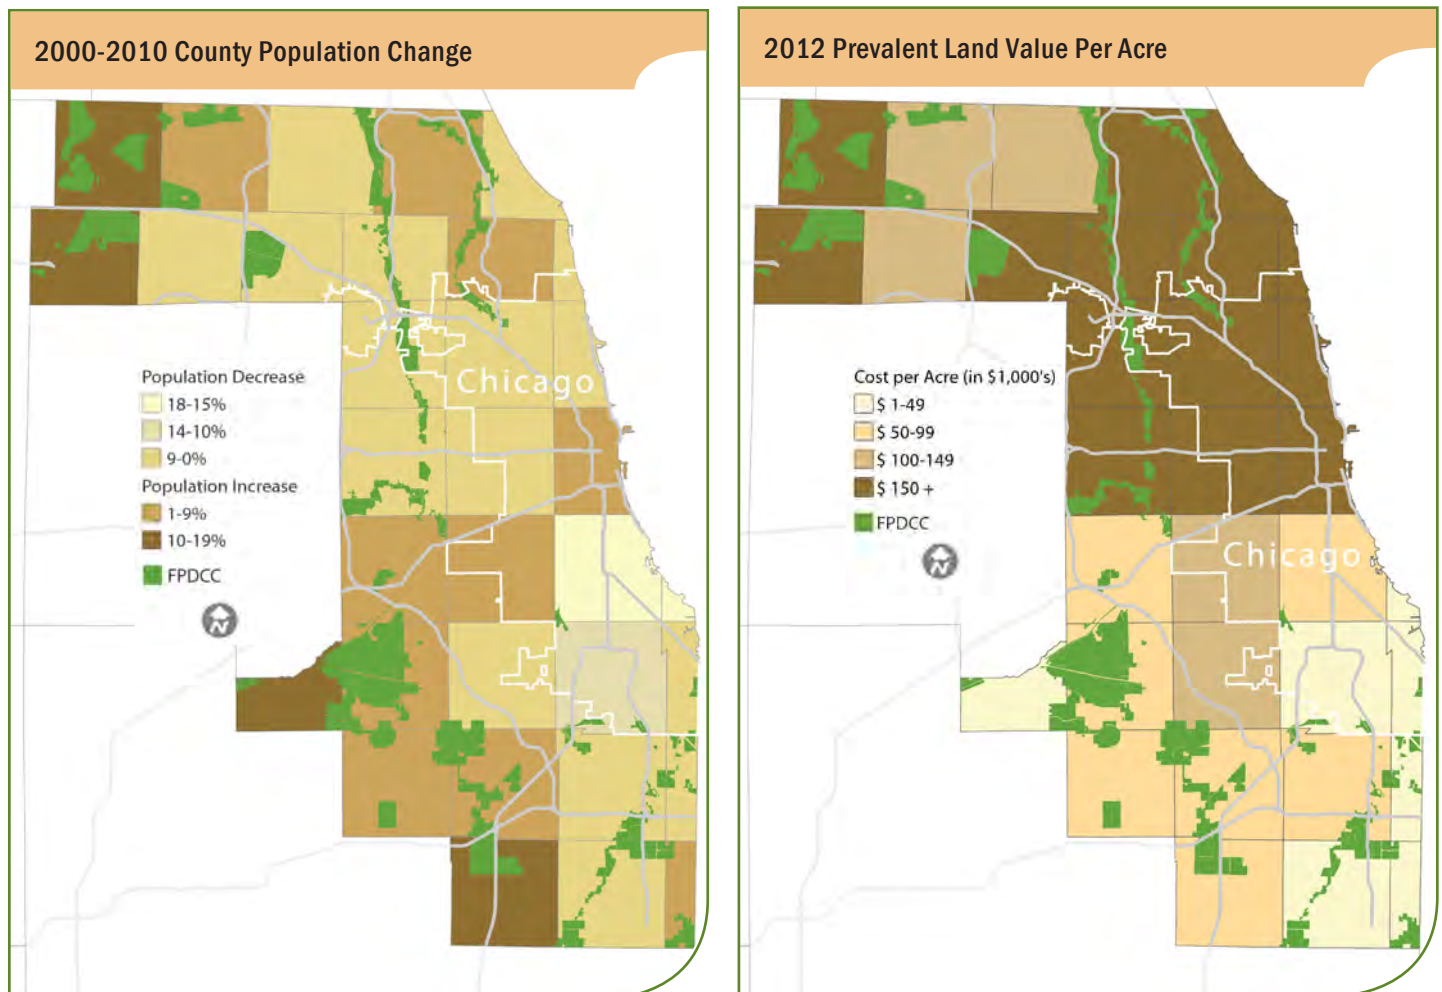 2000-2010 County Population Change
Chicago
Population Decrease
18-15%
14-10%
9-0%
Population Increase
1-9%
10-19%
FPDCC
N
2012 Prevalent Land Value Per Acre
Chicago
Cost per Acre (in $1,000's)
$ 1-49
$ 50-99
$ 100-149
$ 150 +
FPDCC
N